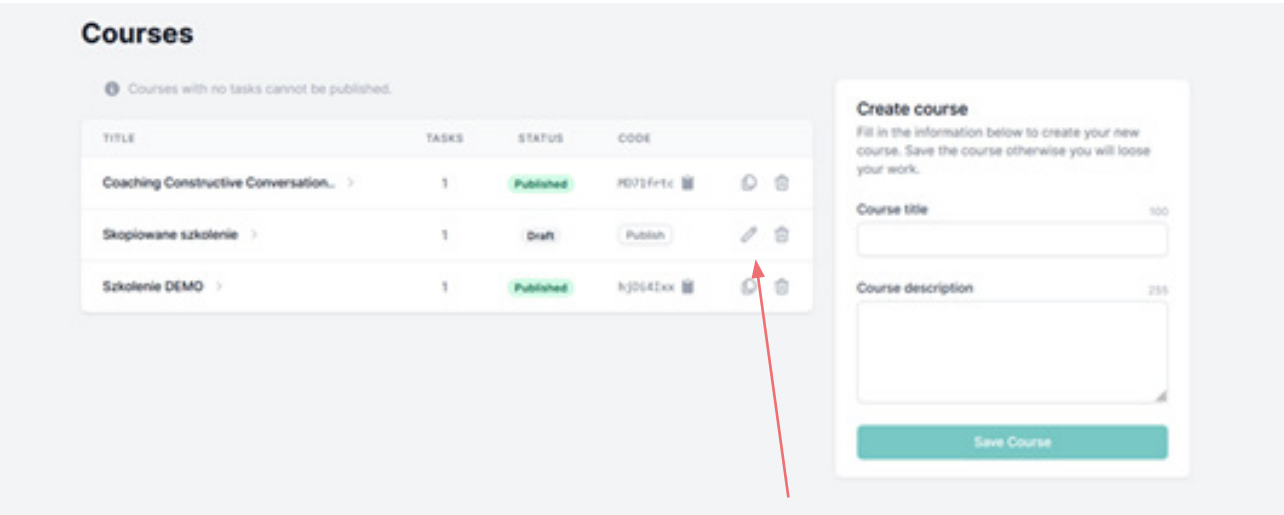 Courses
Courses with no tasks cannot be published.
TITLE TASKS STATUS CODE
Coaching Constructive Conversation... 1 Published
Skopiowane szkolenie 1 Draft Publish
Szkolenie DEMO 1 Published
Create course
Fill in the information below to create your new
course. Save the course otherwise you will loose
your work.
Course title 100
Course description 255
Save Course